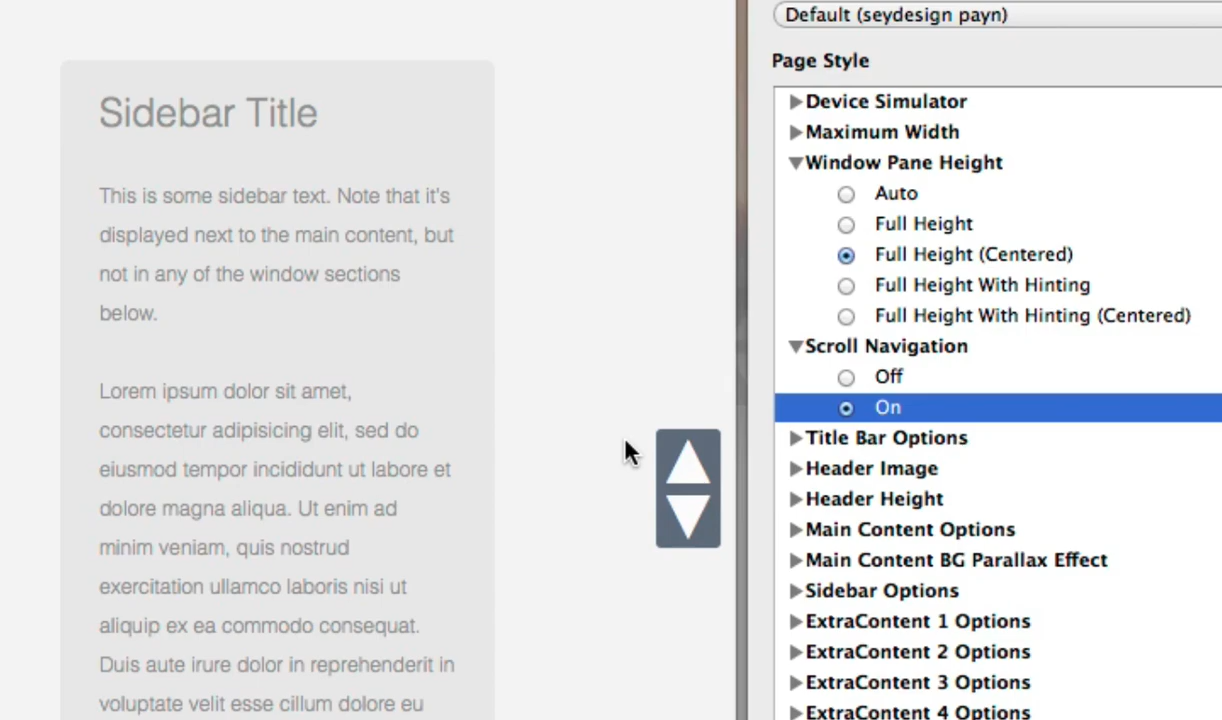 Sidebar Title
This is some sidebar text. Note that it's
displayed next to the main content, but
not in any of the window sections
below.
Lorem ipsum dolor sit amet,
consectetur adipisicing elit, sed do
eiusmod tempor incididunt ut labore et
dolore magna aliqua. Ut enim ad
minim veniam, quis nostrud
exercitation ullamco laboris nisi ut
aliquip ex ea commodo consequat.
Duis aute irure dolor in reprehenderit in
voluptate velit esse cillum dolore eu
Default (seydesign payn)
Page Style
Device Simulator
Maximum Width
Window Pane Height
Auto
Full Height
Full Height (Centered)
Full Height With Hinting
Full Height With Hinting (Centered)
Scroll Navigation
Off
On
Title Bar Options
Header Image
Header Height
Main Content Options
Main Content BG Parallax Effect
Sidebar Options
ExtraContent 1 Options
ExtraContent 2 Options
ExtraContent 3 Options
ExtraContent 4 Options